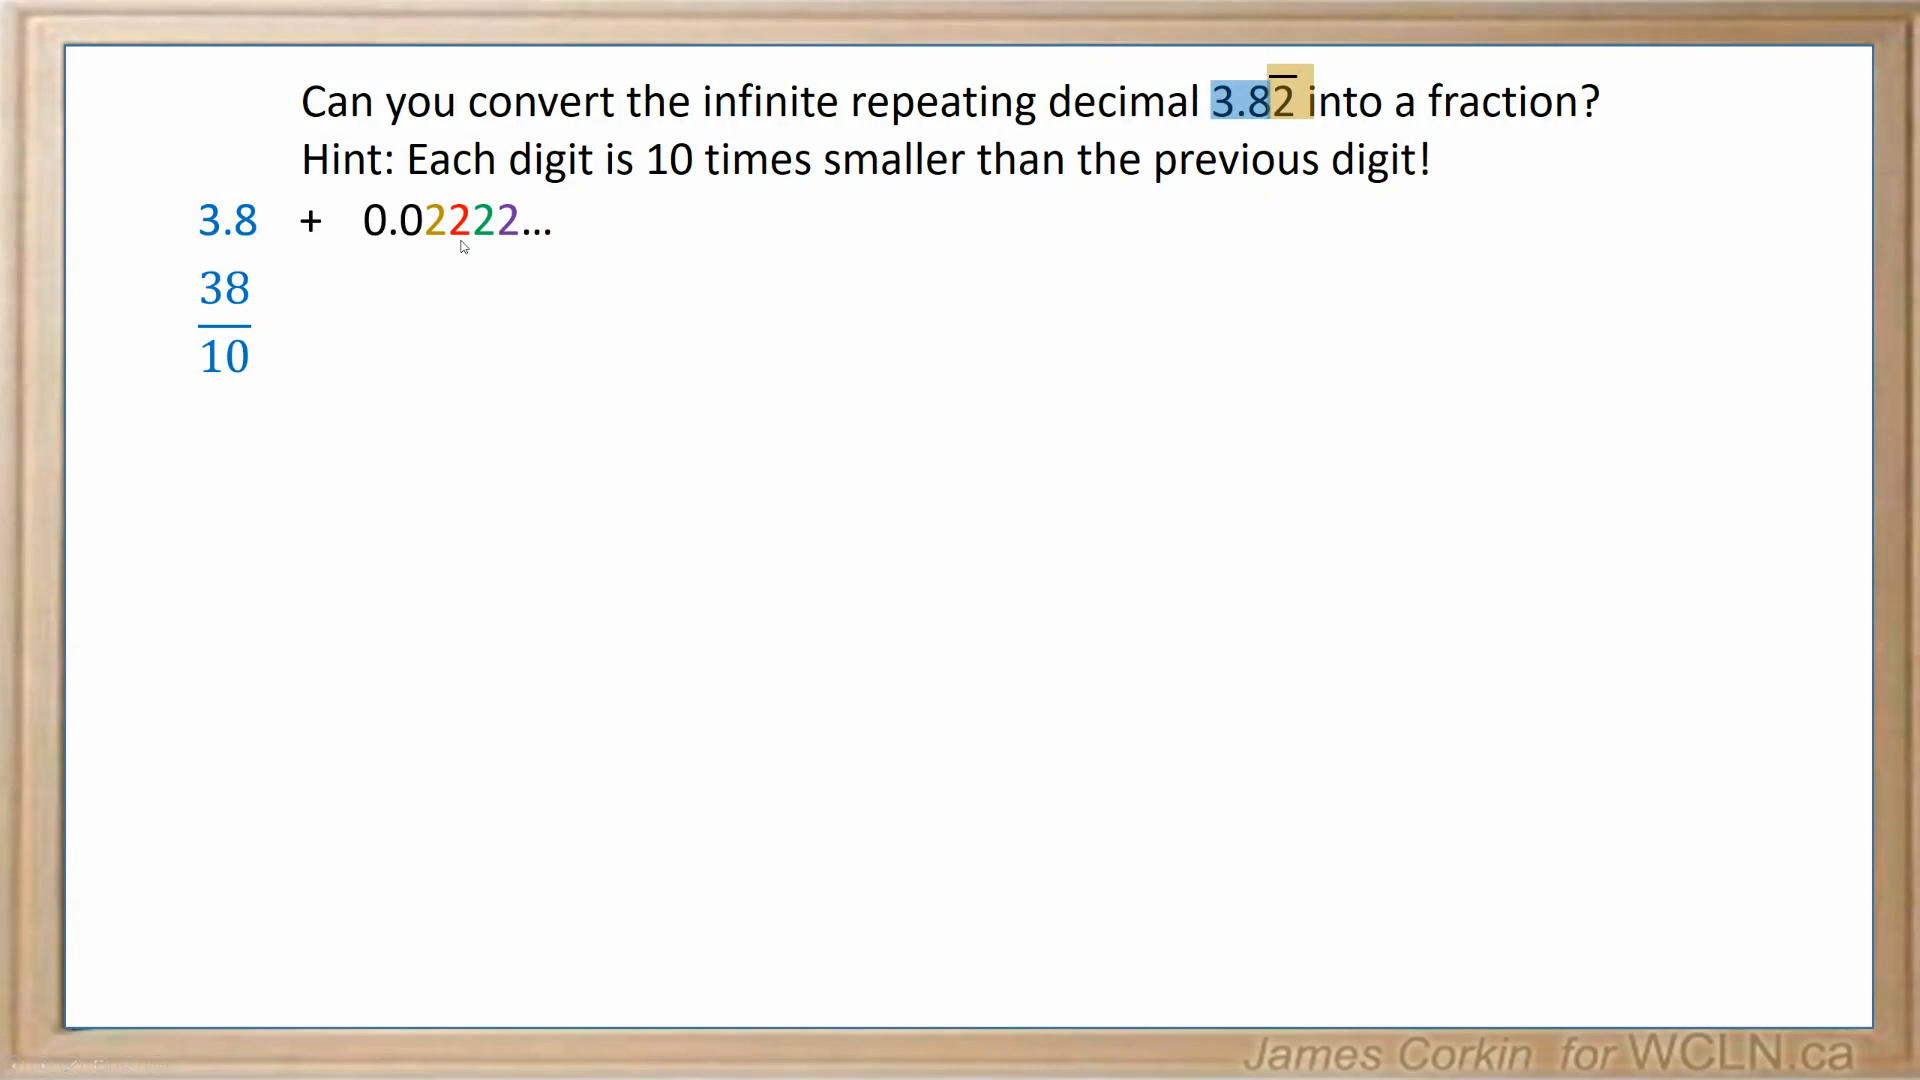 Can you convert the infinite repeating decimal 3.82̅ into a fraction?
Hint: Each digit is 10 times smaller than the previous digit!
3.8 + 0.02222...
38
10
James Corkin for WCLN.ca